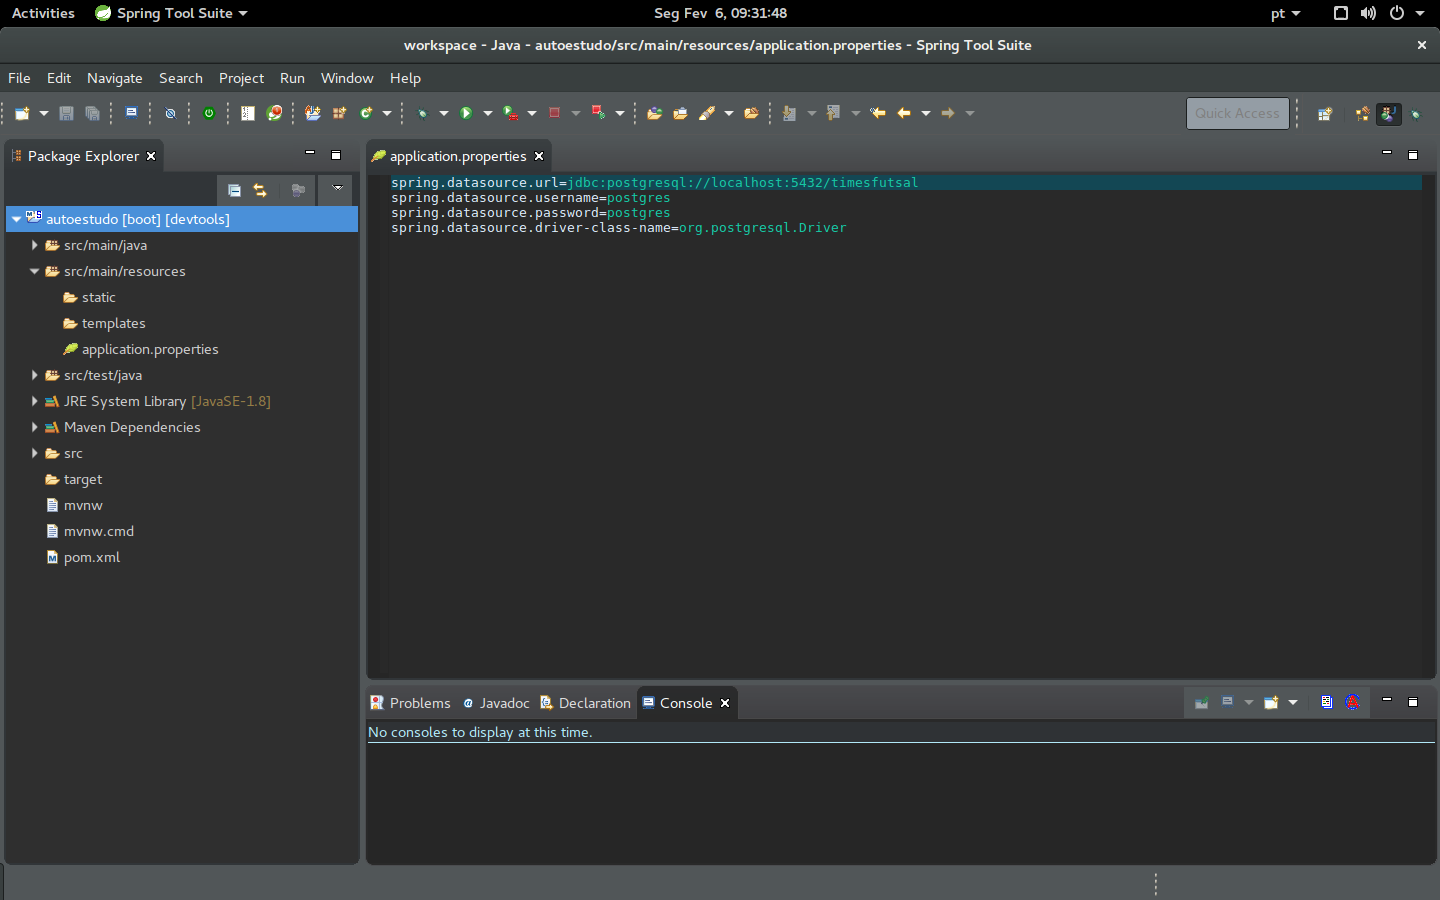 Activities Spring Tool Suite Seg Fev 6, 09:31:48 pt
workspace - Java - autoestudo/src/main/resources/application.properties - Spring Tool Suite
File Edit Navigate Search Project Run Window Help
Quick Access
Package Explorer
autoestudo [boot] [devtools]
src/main/java
src/main/resources
static
templates
application.properties
src/test/java
JRE System Library [JavaSE-1.8]
Maven Dependencies
src
target
mvnw
mvnw.cmd
pom.xml
application.properties
spring.datasource.url=jdbc:postgresql://localhost:5432/timesfutsal
spring.datasource.username=postgres
spring.datasource.password=postgres
spring.datasource.driver-class-name=org.postgresql.Driver
Problems Javadoc Declaration Console
No consoles to display at this time.